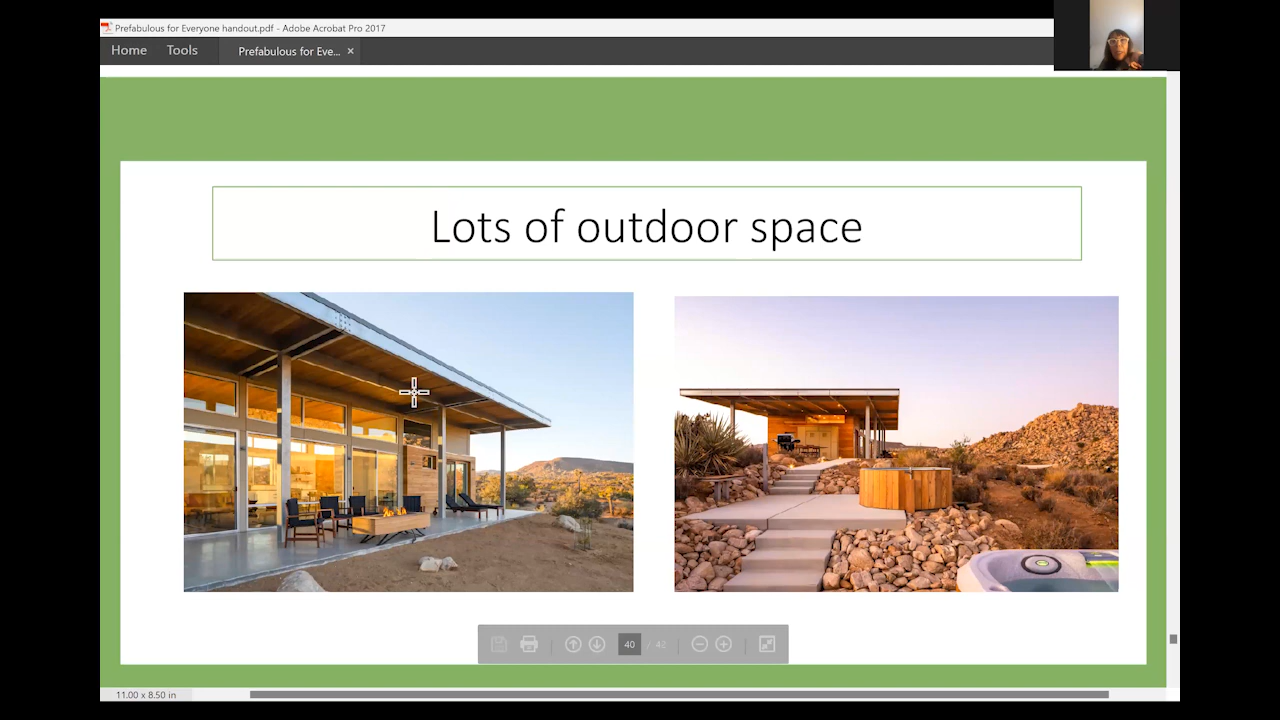 Prefabulous for Everyone handout.pdf - Adobe Acrobat Pro 2017
Home Tools Prefabulous for Eve... ×
Lots of outdoor space
40 / 42
11.00 x 8.50 in